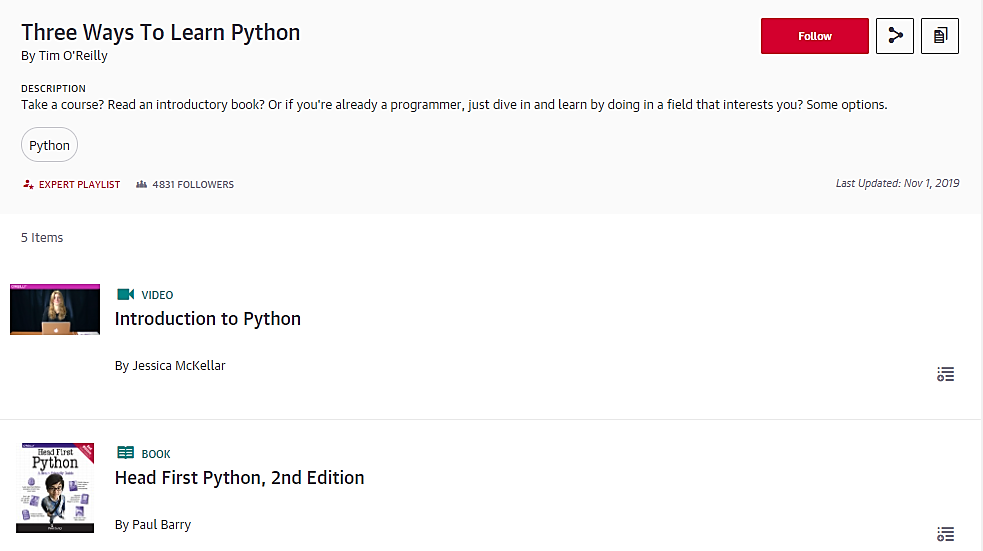 Three Ways To Learn Python
By Tim O'Reilly
Follow
DESCRIPTION
Take a course? Read an introductory book? Or if you're already a programmer, just dive in and learn by doing in a field that interests you? Some options.
Python
EXPERT PLAYLIST
4831 FOLLOWERS
Last Updated: Nov 1, 2019
5 Items
VIDEO
Introduction to Python
By Jessica McKellar
Head First
Python
BOOK
Head First Python, 2nd Edition
By Paul Barry